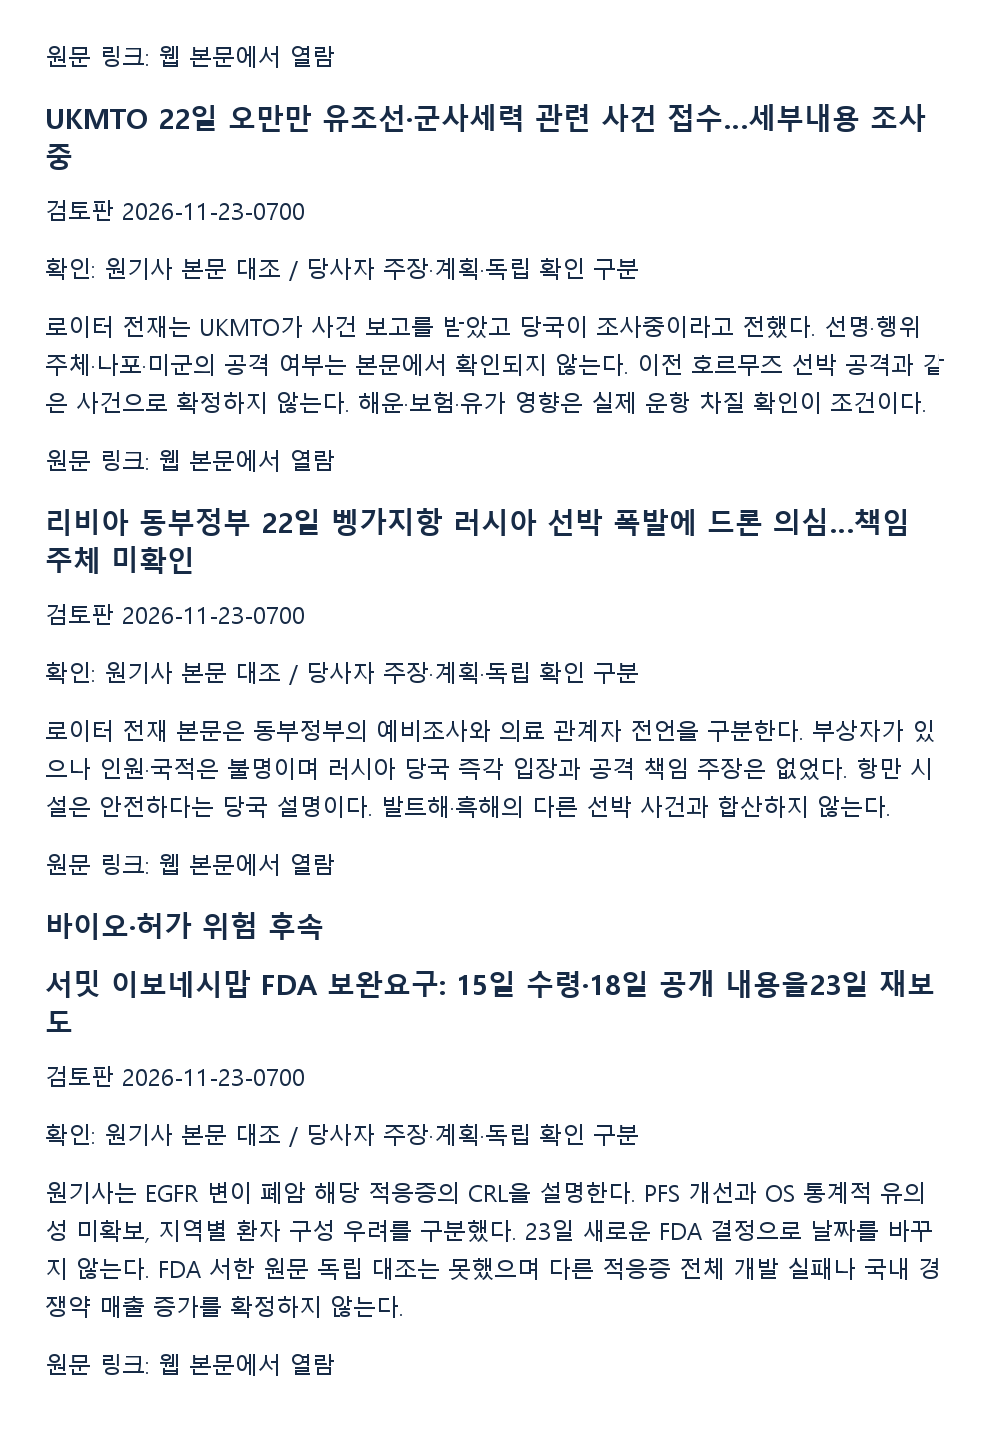 원문 링크: 웹 본문에서 열람
UKMTO 22일 오만만 유조선·군사세력 관련 사건 접수...세부내용 조사
중
검토판 2026-11-23-0700
확인: 원기사 본문 대조 / 당사자 주장·계획·독립 확인 구분
로이터 전재는 UKMTO가 사건 보고를 받았고 당국이 조사중이라고 전했다. 선명·행위
주체·나포·미군의 공격 여부는 본문에서 확인되지 않는다. 이전 호르무즈 선박 공격과 같
은 사건으로 확정하지 않는다. 해운·보험·유가 영향은 실제 운항 차질 확인이 조건이다.
원문 링크: 웹 본문에서 열람
리비아 동부정부 22일 벵가지항 러시아 선박 폭발에 드론 의심...책임
주체 미확인
검토판 2026-11-23-0700
확인: 원기사 본문 대조 / 당사자 주장·계획·독립 확인 구분
로이터 전재 본문은 동부정부의 예비조사와 의료 관계자 전언을 구분한다. 부상자가 있
으나 인원·국적은 불명이며 러시아 당국 즉각 입장과 공격 책임 주장은 없었다. 항만 시
설은 안전하다는 당국 설명이다. 발트해·흑해의 다른 선박 사건과 합산하지 않는다.
원문 링크: 웹 본문에서 열람
바이오·허가 위험 후속
서밋 이보네시맙 FDA 보완요구: 15일 수령·18일 공개 내용을23일 재보
도
검토판 2026-11-23-0700
확인: 원기사 본문 대조 / 당사자 주장·계획·독립 확인 구분
원기사는 EGFR 변이 폐암 해당 적응증의 CRL을 설명한다. PFS 개선과 OS 통계적 유의
성 미확보, 지역별 환자 구성 우려를 구분했다. 23일 새로운 FDA 결정으로 날짜를 바꾸
지 않는다. FDA 서한 원문 독립 대조는 못했으며 다른 적응증 전체 개발 실패나 국내 경
쟁약 매출 증가를 확정하지 않는다.
원문 링크: 웹 본문에서 열람